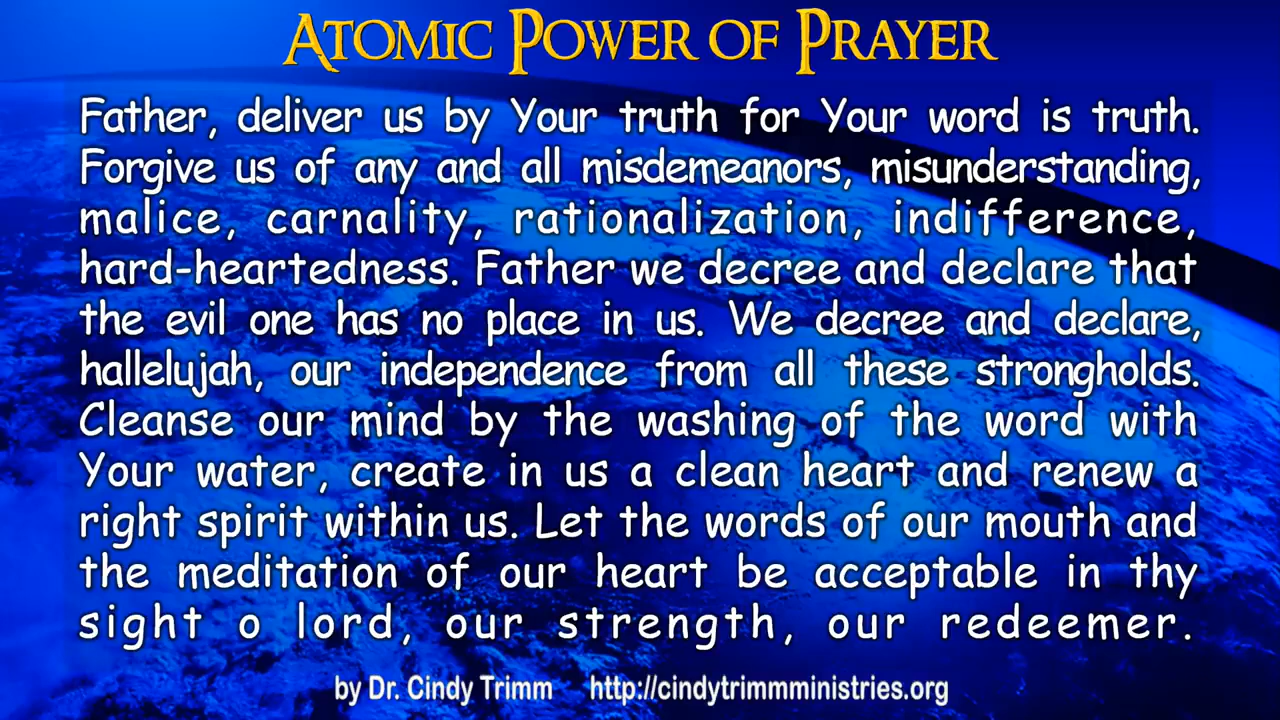 ATOMIC POWER OF PRAYER
Father, deliver us by Your truth for Your word is truth.
Forgive us of any and all misdemeanors, misunderstanding,
malice, carnality, rationalization, indifference,
hard-heartedness. Father we decree and declare that
the evil one has no place in us. We decree and declare,
hallelujah, our independence from all these strongholds.
Cleanse our mind by the washing of the word with
Your water, create in us a clean heart and renew a
right spirit within us. Let the words of our mouth and
the meditation of our heart be acceptable in thy
sight o lord, our strength, our redeemer.
by Dr. Cindy Trimm http://cindytrimmministries.org